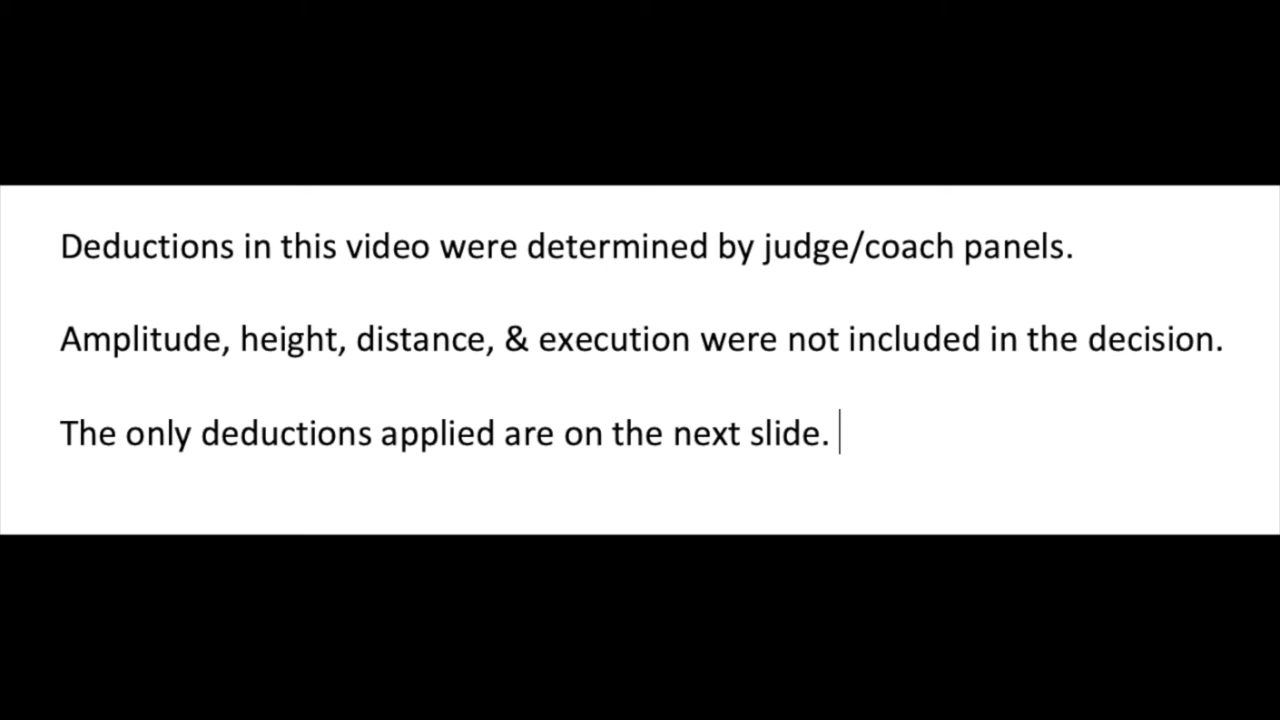 Deductions in this video were determined by judge/coach panels.
Amplitude, height, distance, & execution were not included in the decision.
The only deductions applied are on the next slide.